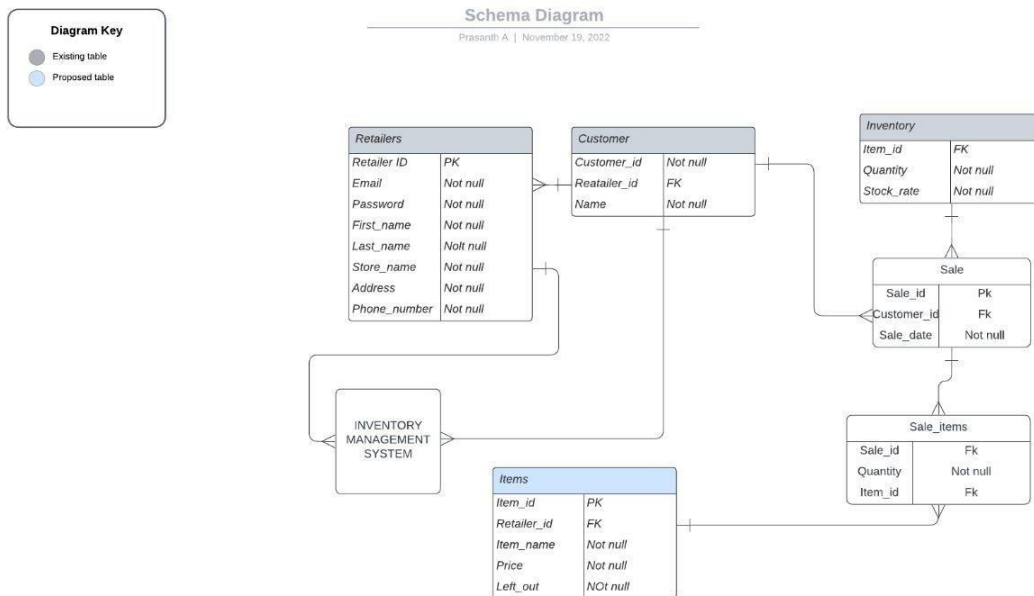 Schema Diagram
Prasanth A | November 19, 2022
Diagram Key
Existing table
Proposed table
Retailers
Retailer ID PK
Email Not null
Password Not null
First_name Not null
Last_name Nolt null
Store_name Not null
Address Not null
Phone_number Not null
Customer
Customer_id Not null
Reatailer_id FK
Name Not null
Inventory
Item_id FK
Quantity Not null
Stock_rate Not null
Sale
Sale_id Pk
Customer_id Fk
Sale_date Not null
INVENTORY
MANAGEMENT
SYSTEM
Sale_items
Sale_id Fk
Quantity Not null
Item_id Fk
Items
Item_id PK
Retailer_id FK
Item_name Not null
Price Not null
Left_out NOt null